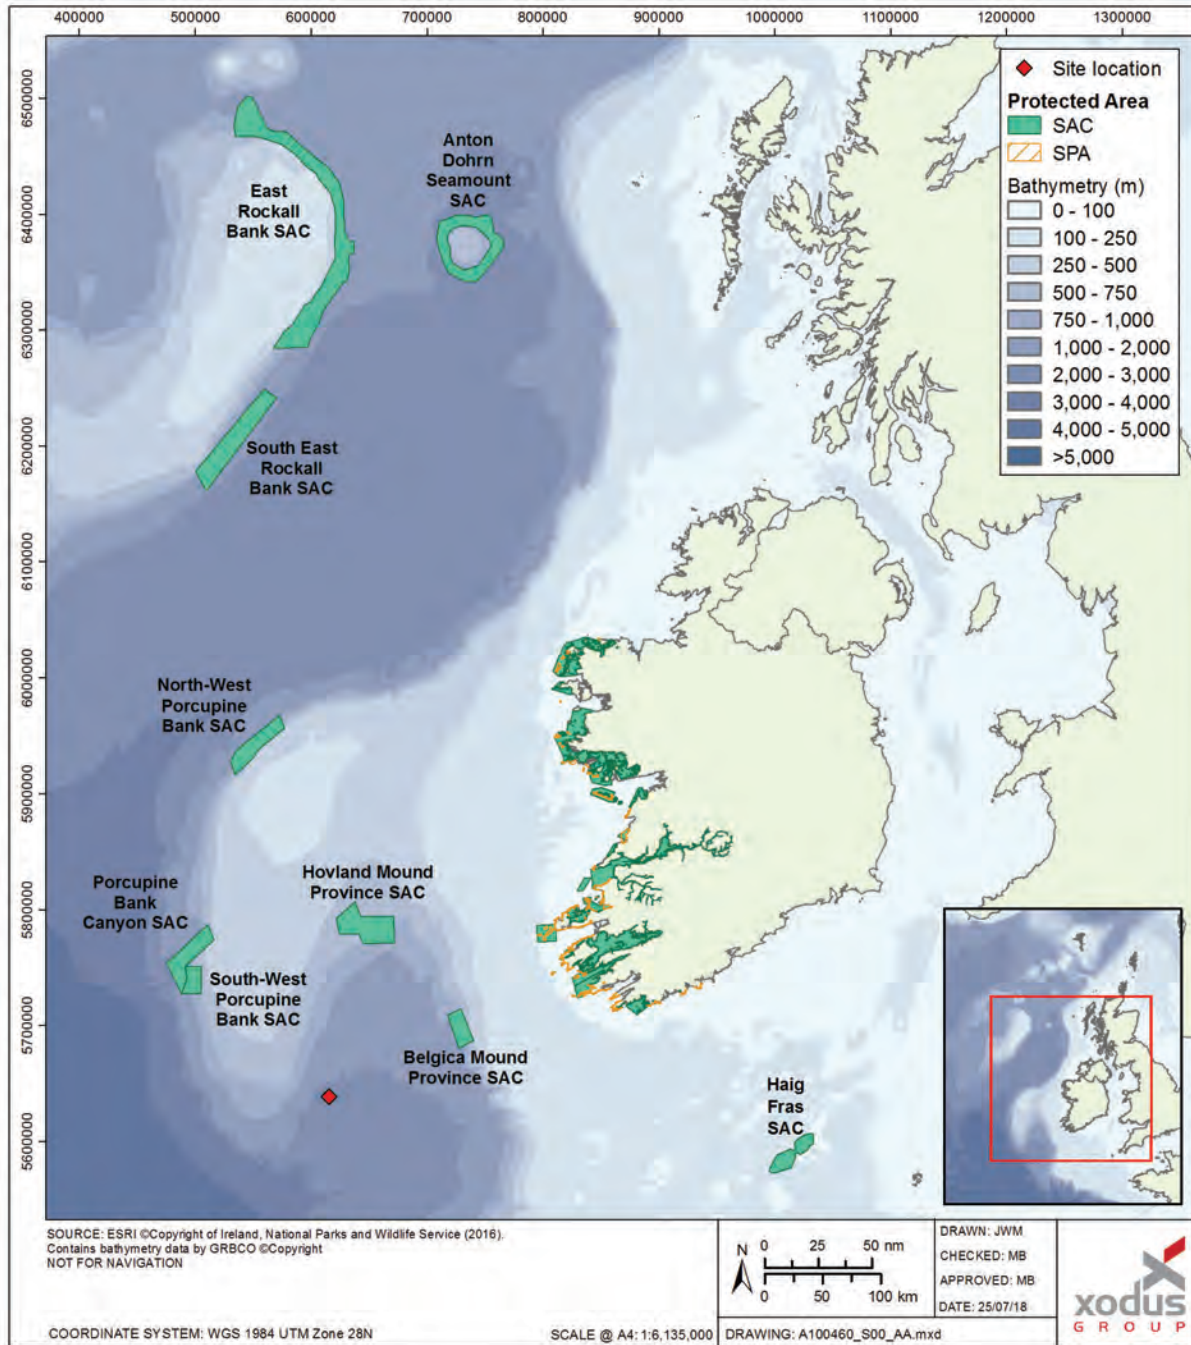 400000 500000 600000 700000 800000 900000 1000000 1100000 1200000 1300000
6500000
6400000
6300000
6200000
6100000
6000000
5900000
5800000
5700000
5600000
Site location
Protected Area
SAC
SPA
Bathymetry (m)
0 - 100
100 - 250
250 - 500
500 - 750
750 - 1,000
1,000 - 2,000
2,000 - 3,000
3,000 - 4,000
4,000 - 5,000
>5,000
Anton
Dohrn
Seamount
SAC
East
Rockall
Bank SAC
South East
Rockall
Bank SAC
North-West
Porcupine
Bank SAC
Hovland Mound
Province SAC
Porcupine
Bank
Canyon SAC
South-West
Porcupine
Bank SAC
Belgica Mound
Province SAC
Haig
Fras
SAC
SOURCE: ESRI ©Copyright of Ireland, National Parks and Wildlife Service (2016).
Contains bathymetry data by GRBCO ©Copyright
NOT FOR NAVIGATION
COORDINATE SYSTEM: WGS 1984 UTM Zone 28N
SCALE @ A4: 1:6,135,000
N
0 25 50 nm
0 50 100 km
DRAWING: A100460_S00_AA.mxd
DRAWN: JWM
CHECKED: MB
APPROVED: MB
DATE: 25/07/18
xodus
GROUP